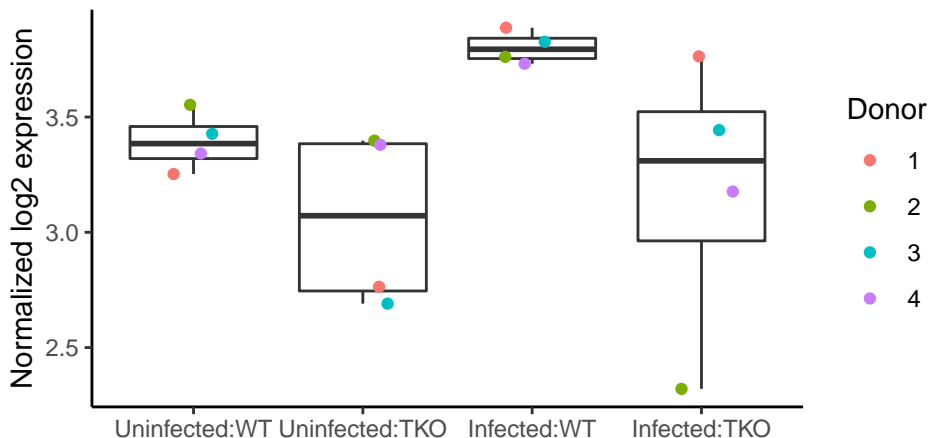 Normalized log2 expression
3.5
3.0
2.5
Uninfected:WT
Uninfected:TKO
Infected:WT
Infected:TKO
Donor
1
2
3
4